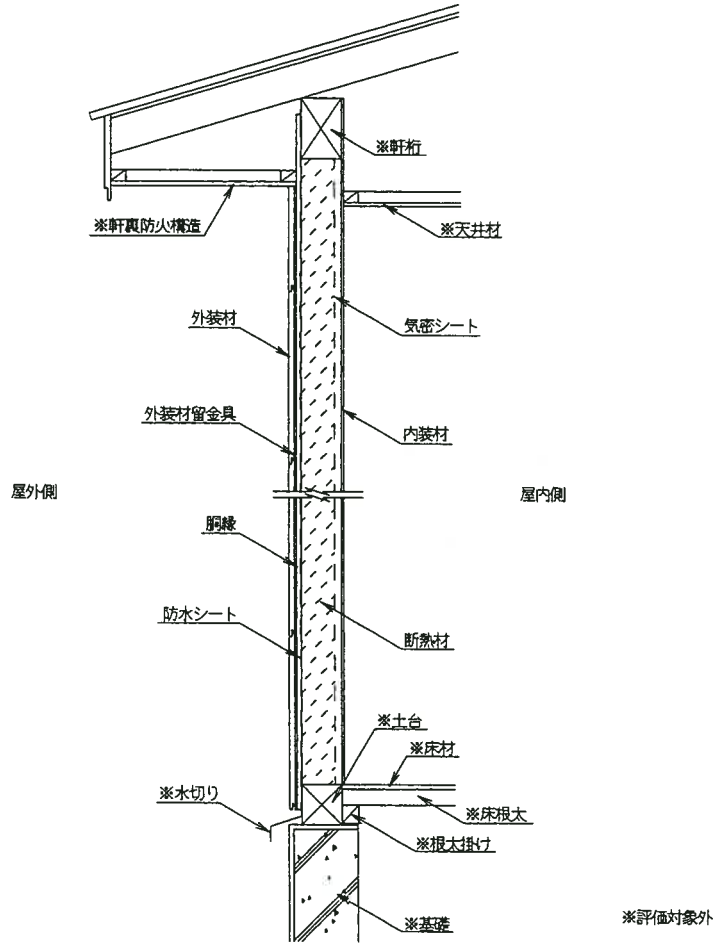 ※軒桁
※軒裏防火構造
※天井材
外装材
気密シート
外装材留金具
内装材
屋外側
屋内側
胴縁
防水シート
断熱材
※土台
※床材
※水切り
※床根太
※根太掛け
※基礎
※評価対象外